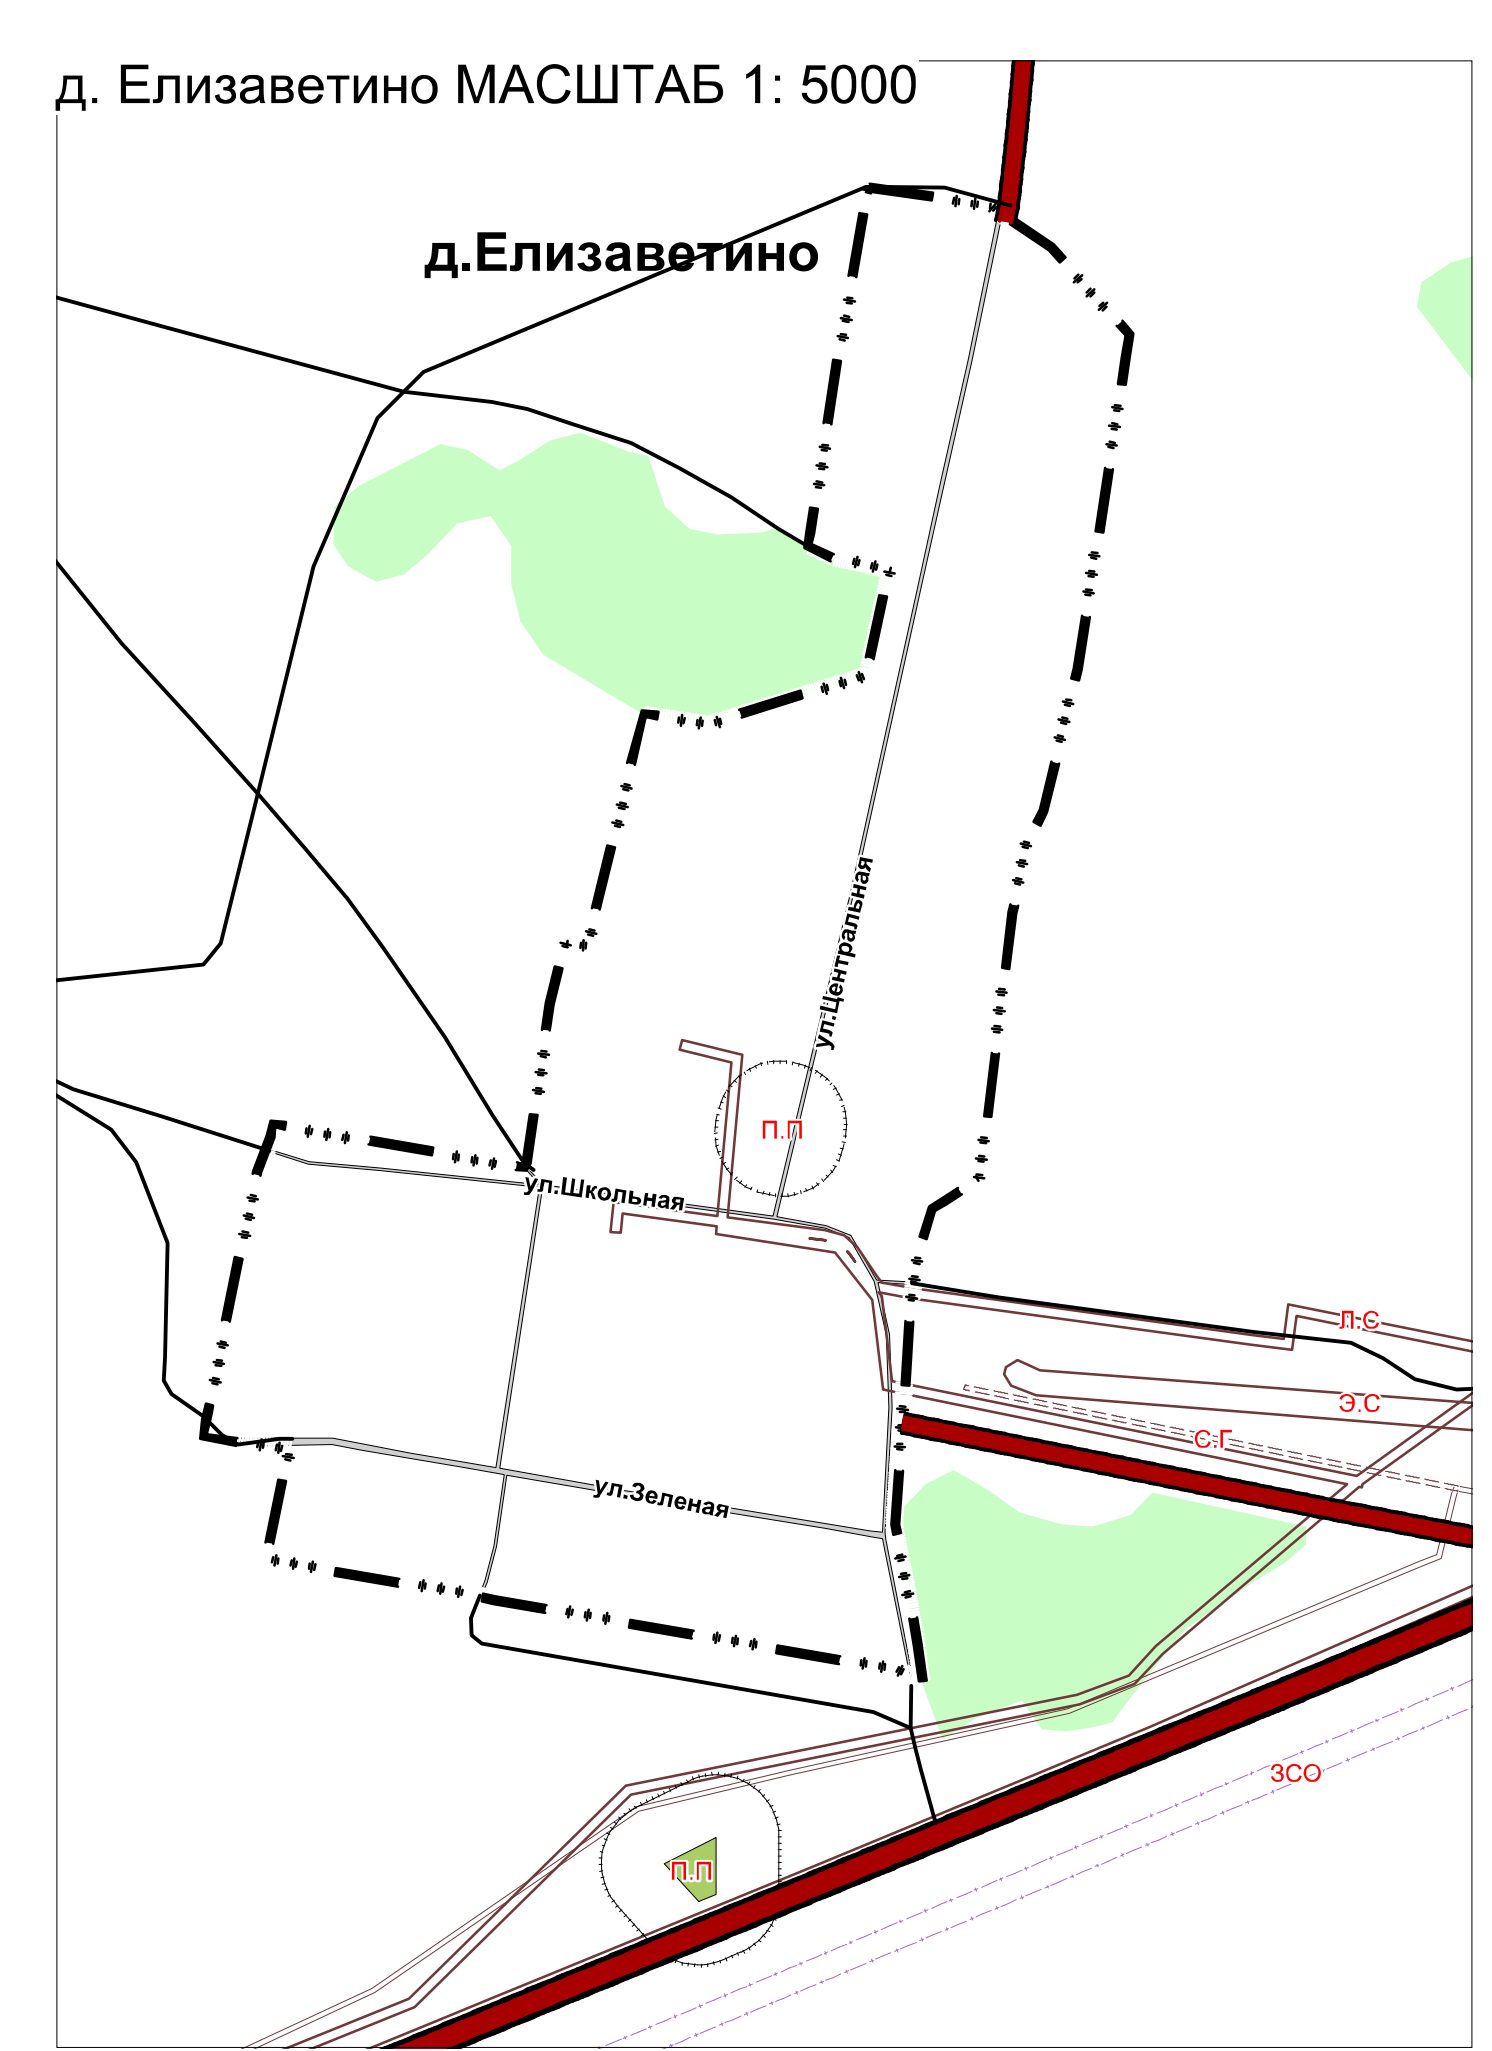 д. Елизаветино МАСШТАБ 1: 5000
д.Елизаветино
ул.Центральная
П.П
ул.Школьная
Л.С
Э.С
С.Г
ул.Зеленая
ЗСО
П.П